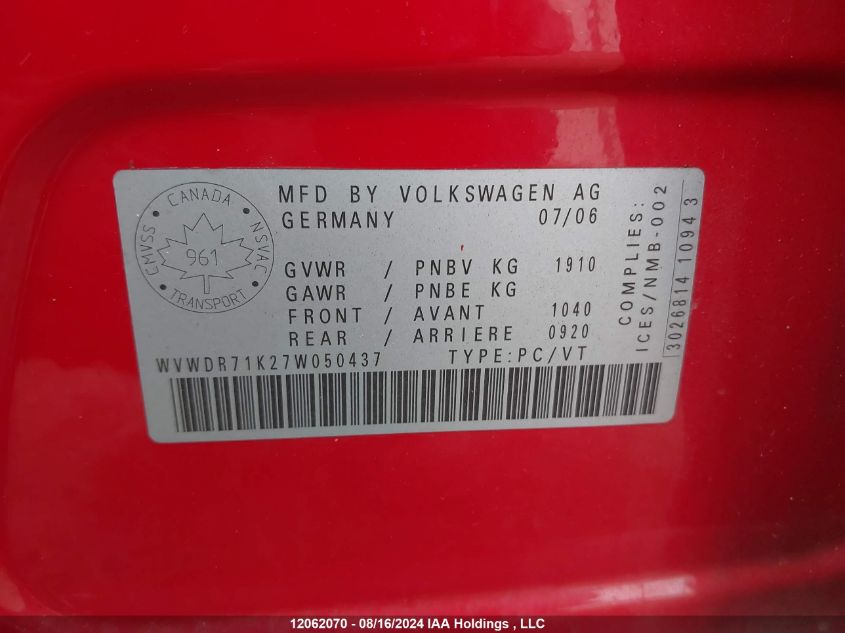 CANADA
CMVSS
NSVAC
961
TRANSPORT
MFD BY VOLKSWAGEN AG
GERMANY 07/06
GVWR / PNBV KG 1910
GAWR / PNBE KG
FRONT / AVANT 1040
REAR / ARRIERE 0920
WVWDR71K27W050437 TYPE:PC/VT
COMPLIES:
ICES/NMB-002
3026814 1094 3
12062070 - 08/16/2024 IAA Holdings , LLC